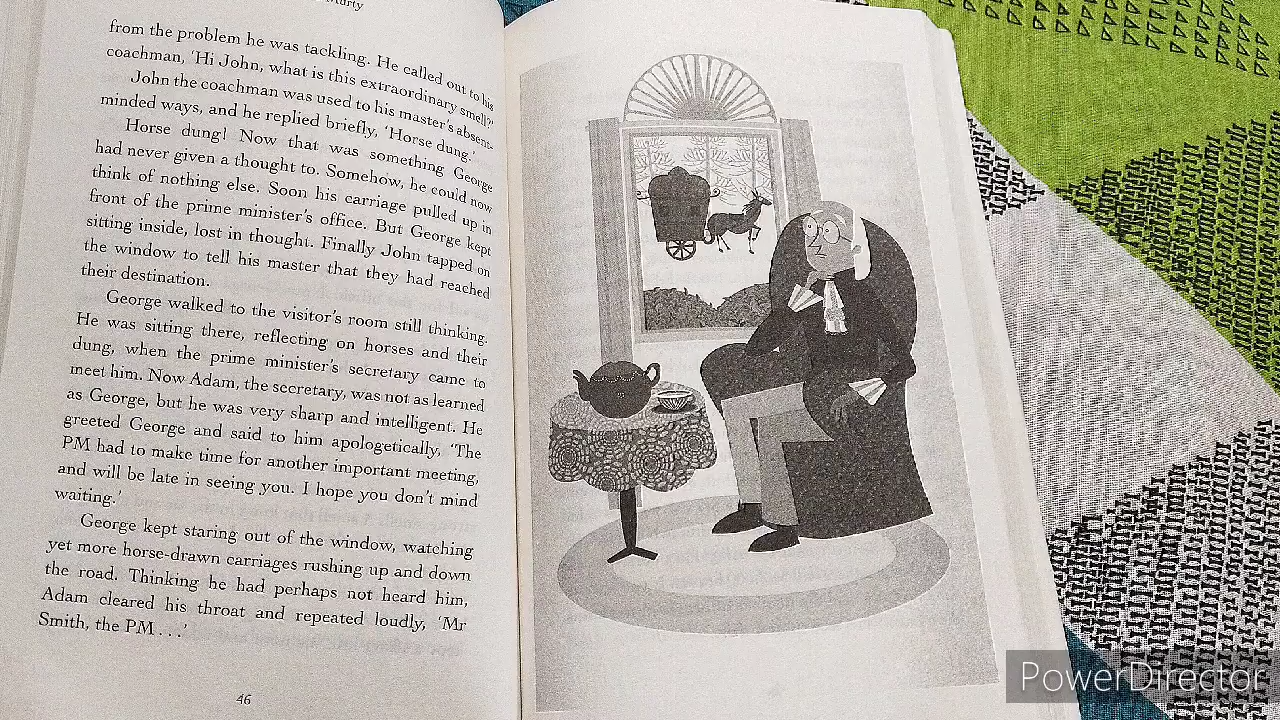 Murty
from the problem he was tackling. He called out to his
coachman, 'Hi John, what is this extraordinary smell?'
John the coachman was used to his master's absent-
minded ways, and he replied briefly, 'Horse dung.'
Horse dung! Now that was something George
had never given a thought to. Somehow, he could now
think of nothing else. Soon his carriage pulled up in
front of the prime minister's office. But George kept
sitting inside, lost in thought. Finally John tapped on
the window to tell his master that they had reached
their destination.
George walked to the visitor's room still thinking.
He was sitting there, reflecting on horses and their
dung, when the prime minister's secretary came to
meet him. Now Adam, the secretary, was not as learned
as George, but he was very sharp and intelligent. He
greeted George and said to him apologetically, 'The
PM had to make time for another important meeting,
and will be late in seeing you. I hope you don't mind
waiting.'
George kept staring out of the window, watching
yet more horse-drawn carriages rushing up and down
the road. Thinking he had perhaps not heard him,
Adam cleared his throat and repeated loudly, 'Mr
Smith, the PM . . .'
46
PowerDirector